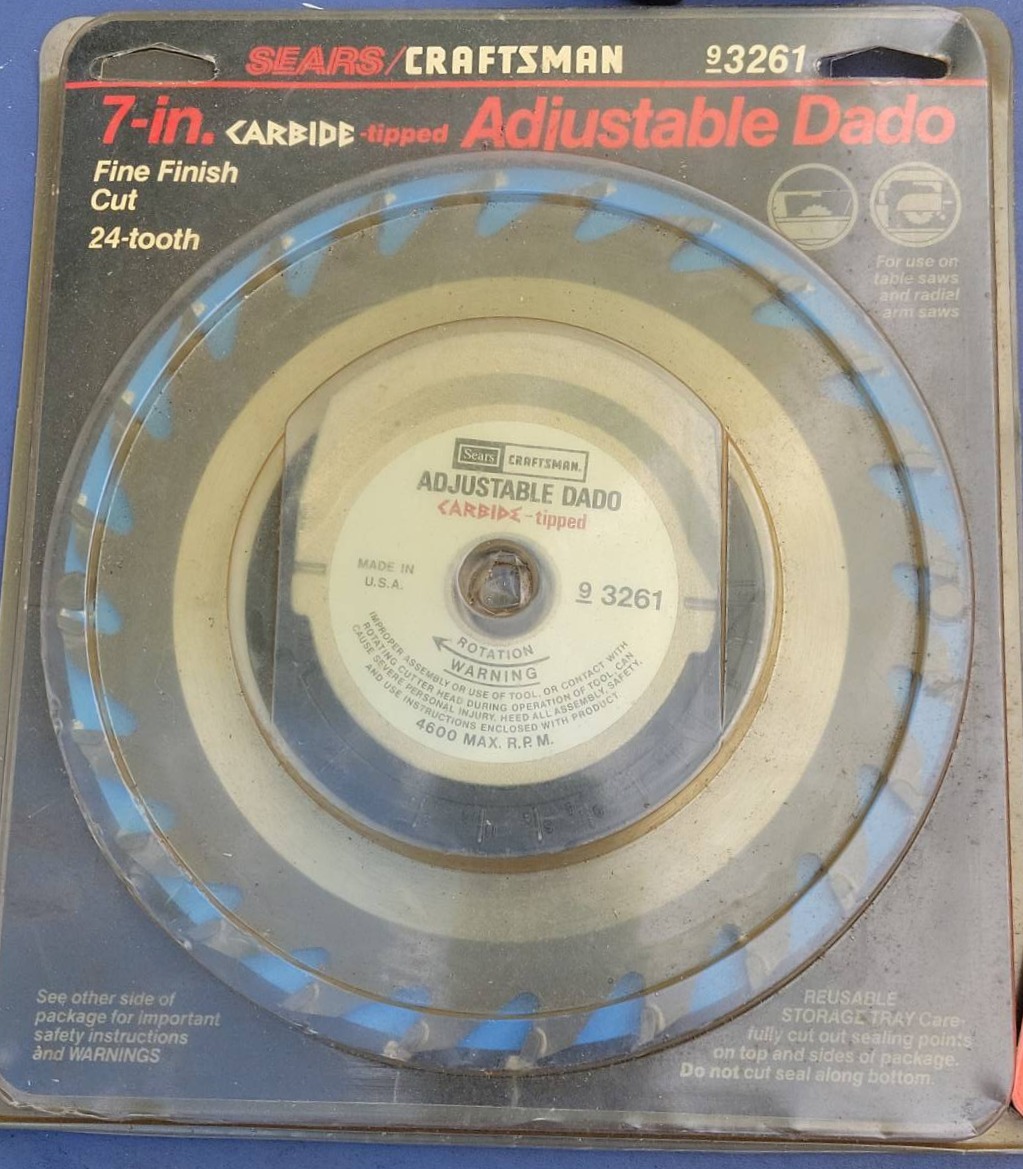 SEARS/CRAFTSMAN 93261
7-in. CARBIDE-tipped Adjustable Dado
Fine Finish
Cut
24-tooth
For use on
table saws
and radial
arm saws
Sears CRAFTSMAN.
ADJUSTABLE DADO
CARBIDE-tipped
MADE IN
U.S.A.
9 3261
ROTATION
WARNING
IMPROPER ASSEMBLY OR USE OF TOOL, OR CONTACT WITH
ROTATING CUTTER HEAD DURING OPERATION OF TOOL, CAN
CAUSE SEVERE PERSONAL INJURY. HEED ALL ASSEMBLY, SAFETY,
AND USE INSTRUCTIONS ENCLOSED WITH PRODUCT.
4600 MAX. R.P.M.
See other side of
package for important
safety instructions
and WARNINGS
REUSABLE
STORAGE TRAY Care-
fully cut out sealing points
on top and sides of package.
Do not cut seal along bottom.